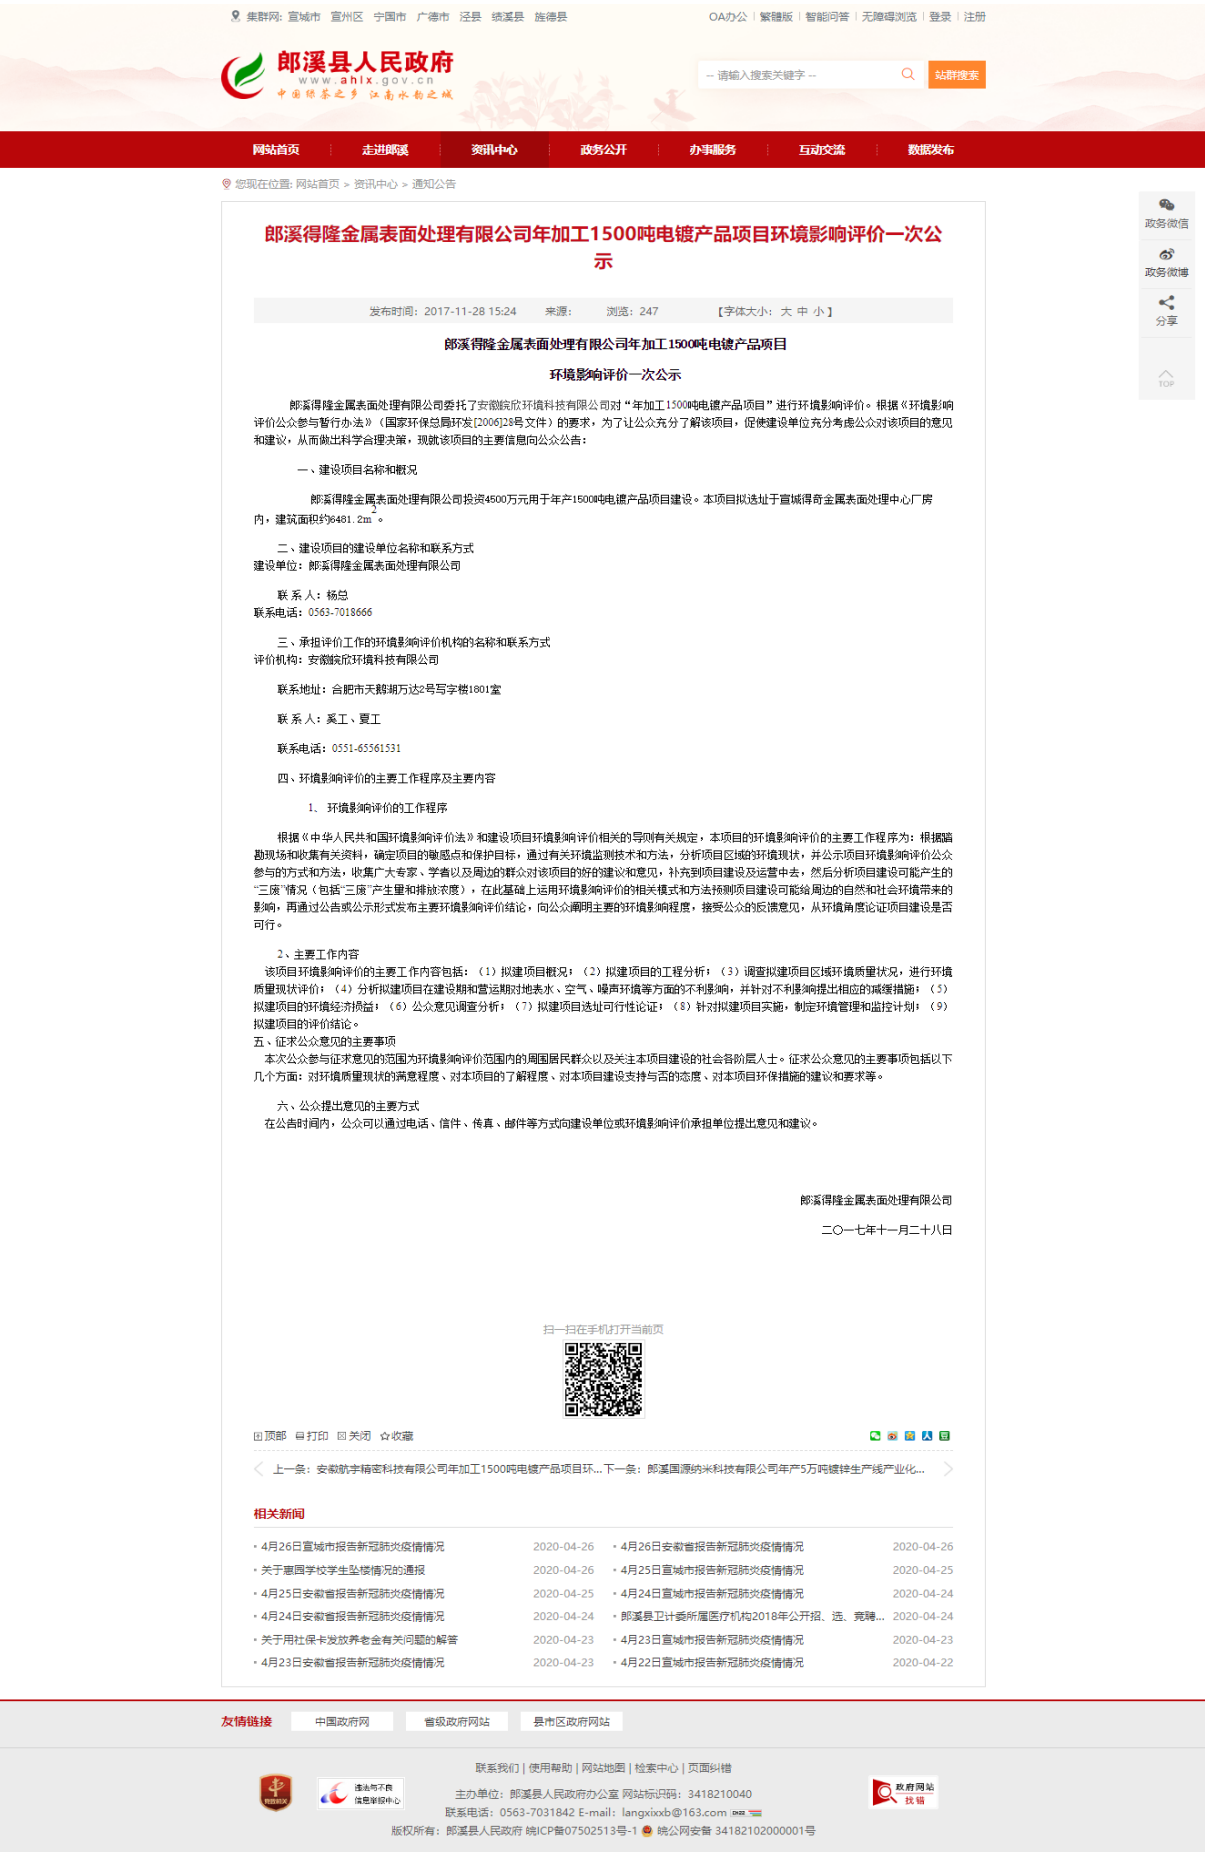 集群网: 宣城市 宣州区 宁国市 广德市 泾县 绩溪县 旌德县
OA办公 | 繁體版 | 智能问答 | 无障碍浏览 | 登录 | 注册
郎溪县人民政府
www.ahlx.gov.cn
中国绿茶之乡 江南水韵之城
-- 请输入搜索关键字 --
站群搜索
网站首页 走进郎溪 资讯中心 政务公开 办事服务 互动交流 数据发布
您现在位置: 网站首页 > 资讯中心 > 通知公告
政务微信
政务微博
分享
TOP
郎溪得隆金属表面处理有限公司年加工1500吨电镀产品项目环境影响评价一次公
示
发布时间：2017-11-28 15:24 来源： 浏览：247 【字体大小： 大 中 小 】
郎溪得隆金属表面处理有限公司年加工1500吨电镀产品项目
环境影响评价一次公示
郎溪得隆金属表面处理有限公司委托了安徽皖欣环境科技有限公司对“年加工1500吨电镀产品项目”进行环境影响评价。根据《环境影响
评价公众参与暂行办法》（国家环保总局环发[2006]28号文件）的要求，为了让公众充分了解该项目，促使建设单位充分考虑公众对该项目的意见
和建议，从而做出科学合理决策，现就该项目的主要信息向公众公告：
一、建设项目名称和概况
郎溪得隆金属表面处理有限公司投资4500万元用于年产1500吨电镀产品项目建设。本项目拟选址于宣城得奇金属表面处理中心厂房
内，建筑面积约6481.2m2。
二、建设项目的建设单位名称和联系方式
建设单位：郎溪得隆金属表面处理有限公司
联 系 人：杨总
联系电话：0563-7018666
三、承担评价工作的环境影响评价机构的名称和联系方式
评价机构：安徽皖欣环境科技有限公司
联系地址：合肥市天鹅湖万达2号写字楼1801室
联 系 人：奚工、夏工
联系电话：0551-65561531
四、环境影响评价的主要工作程序及主要内容
1、 环境影响评价的工作程序
根据《中华人民共和国环境影响评价法》和建设项目环境影响评价相关的导则有关规定，本项目的环境影响评价的主要工作程序为：根据踏
勘现场和收集有关资料，确定项目的敏感点和保护目标，通过有关环境监测技术和方法，分析项目区域的环境现状，并公示项目环境影响评价公众
参与的方式和方法，收集广大专家、学者以及周边的群众对该项目的好的建议和意见，补充到项目建设及运营中去，然后分析项目建设可能产生的
“三废”情况（包括“三废”产生量和排放浓度），在此基础上运用环境影响评价的相关模式和方法预测项目建设可能给周边的自然和社会环境带来的
影响，再通过公告或公示形式发布主要环境影响评价结论，向公众阐明主要的环境影响程度，接受公众的反馈意见，从环境角度论证项目建设是否
可行。
2、主要工作内容
该项目环境影响评价的主要工作内容包括：（1）拟建项目概况；（2）拟建项目的工程分析；（3）调查拟建项目区域环境质量状况，进行环境
质量现状评价；（4）分析拟建项目在建设期和营运期对地表水、空气、噪声环境等方面的不利影响，并针对不利影响提出相应的减缓措施；（5）
拟建项目的环境经济损益；（6）公众意见调查分析；（7）拟建项目选址可行性论证；（8）针对拟建项目实施，制定环境管理和监控计划；（9）
拟建项目的评价结论。
五、征求公众意见的主要事项
本次公众参与征求意见的范围为环境影响评价范围内的周围居民群众以及关注本项目建设的社会各阶层人士。征求公众意见的主要事项包括以下
几个方面：对环境质量现状的满意程度、对本项目的了解程度、对本项目建设支持与否的态度、对本项目环保措施的建议和要求等。
六、公众提出意见的主要方式
在公告时间内，公众可以通过电话、信件、传真、邮件等方式向建设单位或环境影响评价承担单位提出意见和建议。
郎溪得隆金属表面处理有限公司
二〇一七年十一月二十八日
扫一扫在手机打开当前页
顶部 打印 关闭 收藏
上一条：安徽航宇精密科技有限公司年加工1500吨电镀产品项目环... 下一条：郎溪国源纳米科技有限公司年产5万吨镀锌生产线产业化...
相关新闻
4月26日宣城市报告新冠肺炎疫情情况 2020-04-26 4月26日安徽省报告新冠肺炎疫情情况 2020-04-26
关于惠园学校学生坠楼情况的通报 2020-04-26 4月25日宣城市报告新冠肺炎疫情情况 2020-04-25
4月25日安徽省报告新冠肺炎疫情情况 2020-04-25 4月24日宣城市报告新冠肺炎疫情情况 2020-04-24
4月24日安徽省报告新冠肺炎疫情情况 2020-04-24 郎溪县卫计委所属医疗机构2018年公开招、选、竞聘... 2020-04-24
关于用社保卡发放养老金有关问题的解答 2020-04-23 4月23日宣城市报告新冠肺炎疫情情况 2020-04-23
4月23日安徽省报告新冠肺炎疫情情况 2020-04-23 4月22日宣城市报告新冠肺炎疫情情况 2020-04-22
友情链接 中国政府网 省级政府网站 县市区政府网站
联系我们 | 使用帮助 | 网站地图 | 检索中心 | 页面纠错
党政机关
违法与不良
信息举报中心
主办单位：郎溪县人民政府办公室 网站标识码：3418210040
联系电话：0563-7031842 E-mail：langxixxb@163.com
版权所有：郎溪县人民政府 皖ICP备07502513号-1 皖公网安备 34182102000001号
政府网站
找错